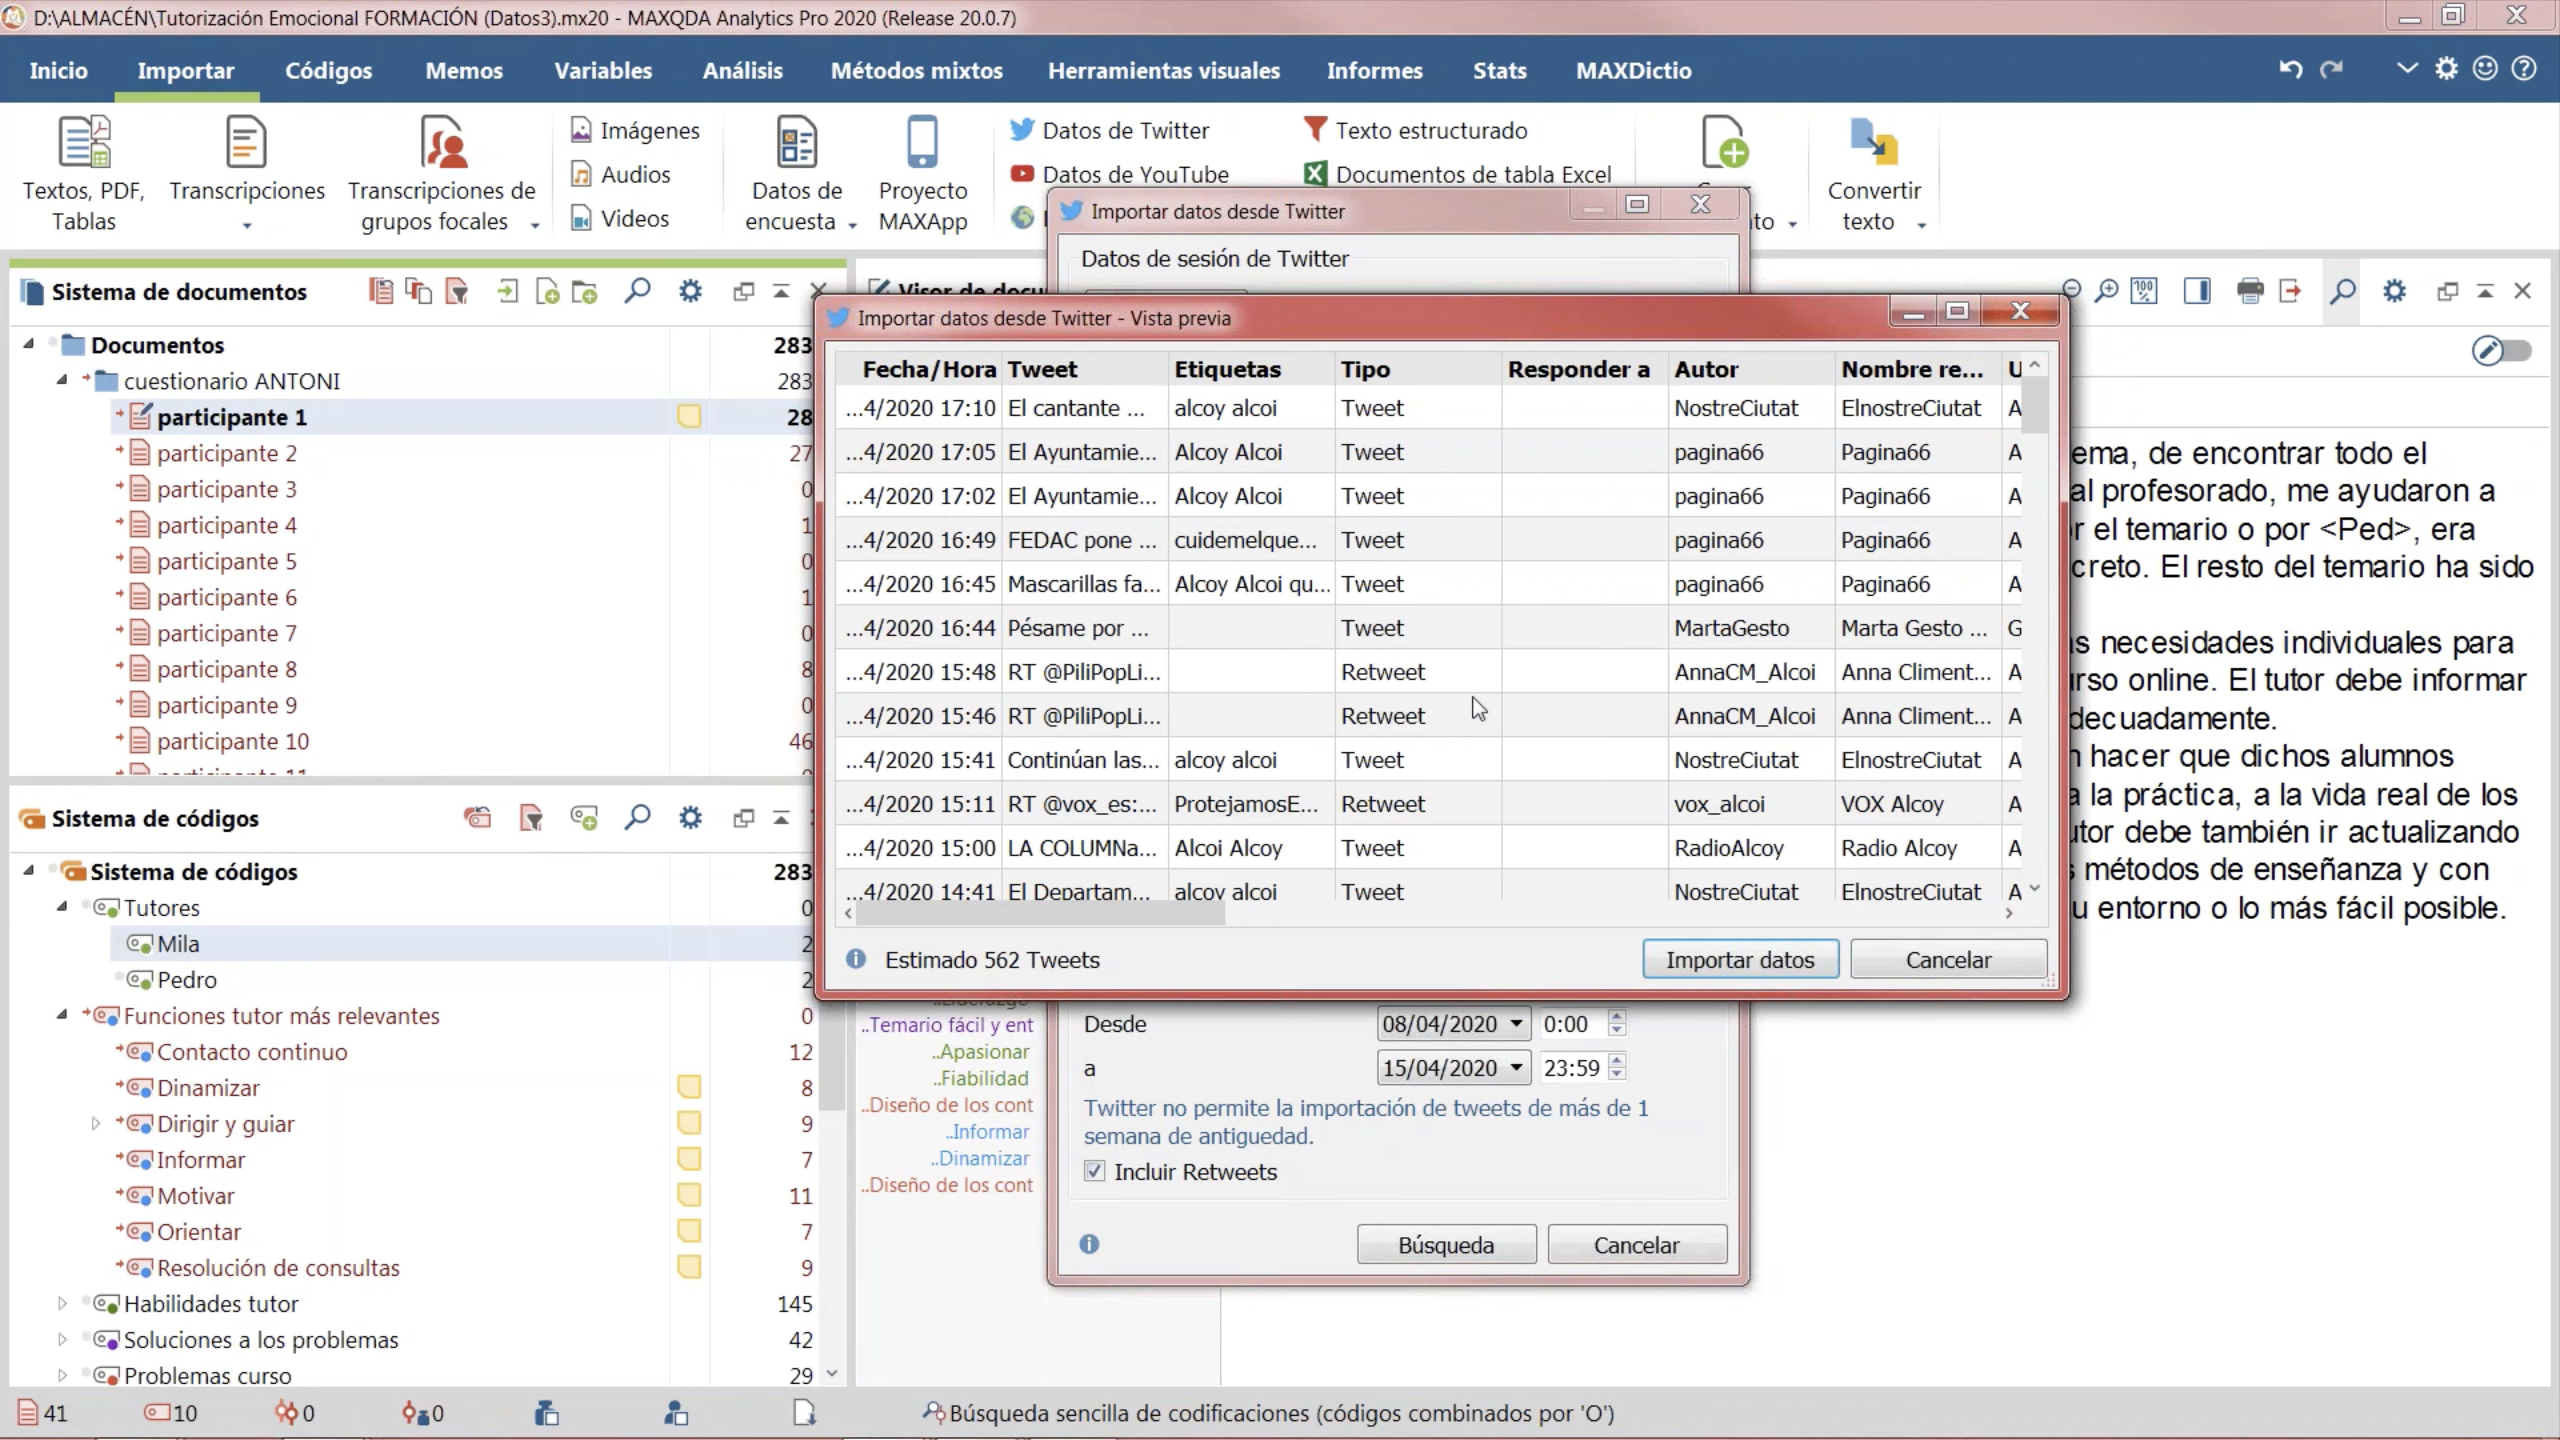 D:\ALMACÉN\Tutorización Emocional FORMACIÓN (Datos3).mx20 - MAXQDA Analytics Pro 2020 (Release 20.0.7)
Inicio Importar Códigos Memos Variables Análisis Métodos mixtos Herramientas visuales Informes Stats MAXDictio
Textos, PDF, Tablas
Transcripciones
Transcripciones de grupos focales
Imágenes
Audios
Videos
Datos de encuesta
Proyecto MAXApp
Datos de Twitter
Datos de YouTube
Texto estructurado
Documentos de tabla Excel
Convertir texto
Sistema de documentos
Documentos 283
cuestionario ANTONI 283
participante 1 28
participante 2 27
participante 3 0
participante 4 1
participante 5 0
participante 6 1
participante 7 0
participante 8 8
participante 9 0
participante 10 46
participante 11
Sistema de códigos
Sistema de códigos 283
Tutores 0
Mila 2
Pedro 2
Funciones tutor más relevantes 0
Contacto continuo 12
Dinamizar 8
Dirigir y guiar 9
Informar 7
Motivar 11
Orientar 7
Resolución de consultas 9
Habilidades tutor 145
Soluciones a los problemas 42
Problemas curso 29
Importar datos desde Twitter
Datos de sesión de Twitter
Importar datos desde Twitter - Vista previa
Fecha/Hora Tweet Etiquetas Tipo Responder a Autor Nombre re... U
...4/2020 17:10 El cantante ... alcoy alcoi Tweet NostreCiutat ElnostreCiutat A
...4/2020 17:05 El Ayuntamie... Alcoy Alcoi Tweet pagina66 Pagina66 A
...4/2020 17:02 El Ayuntamie... Alcoy Alcoi Tweet pagina66 Pagina66 A
...4/2020 16:49 FEDAC pone ... cuidemelque... Tweet pagina66 Pagina66 A
...4/2020 16:45 Mascarillas fa... Alcoy Alcoi qu... Tweet pagina66 Pagina66 A
...4/2020 16:44 Pésame por ... Tweet MartaGesto Marta Gesto ... G
...4/2020 15:48 RT @PiliPopLi... Retweet AnnaCM_Alcoi Anna Climent... A
...4/2020 15:46 RT @PiliPopLi... Retweet AnnaCM_Alcoi Anna Climent... A
...4/2020 15:41 Continúan las... alcoy alcoi Tweet NostreCiutat ElnostreCiutat A
...4/2020 15:11 RT @vox_es:... ProtejamosE... Retweet vox_alcoi VOX Alcoy A
...4/2020 15:00 LA COLUMNa... Alcoi Alcoy Tweet RadioAlcoy Radio Alcoy A
...4/2020 14:41 El Departam... alcoy alcoi Tweet NostreCiutat ElnostreCiutat A
Estimado 562 Tweets
Importar datos Cancelar
Desde 08/04/2020 0:00
a 15/04/2020 23:59
Twitter no permite la importación de tweets de más de 1
semana de antiguedad.
Incluir Retweets
Búsqueda Cancelar
..Temario fácil y ent
..Apasionar
..Fiabilidad
..Diseño de los cont
..Informar
..Dinamizar
..Diseño de los cont
100 %
ema, de encontrar todo el
al profesorado, me ayudaron a
r el temario o por <Ped>, era
creto. El resto del temario ha sido
s necesidades individuales para
rso online. El tutor debe informar
decuadamente.
n hacer que dichos alumnos
a la práctica, a la vida real de los
utor debe también ir actualizando
s métodos de enseñanza y con
u entorno o lo más fácil posible.
41 10 0 0 Búsqueda sencilla de codificaciones (códigos combinados por 'O')